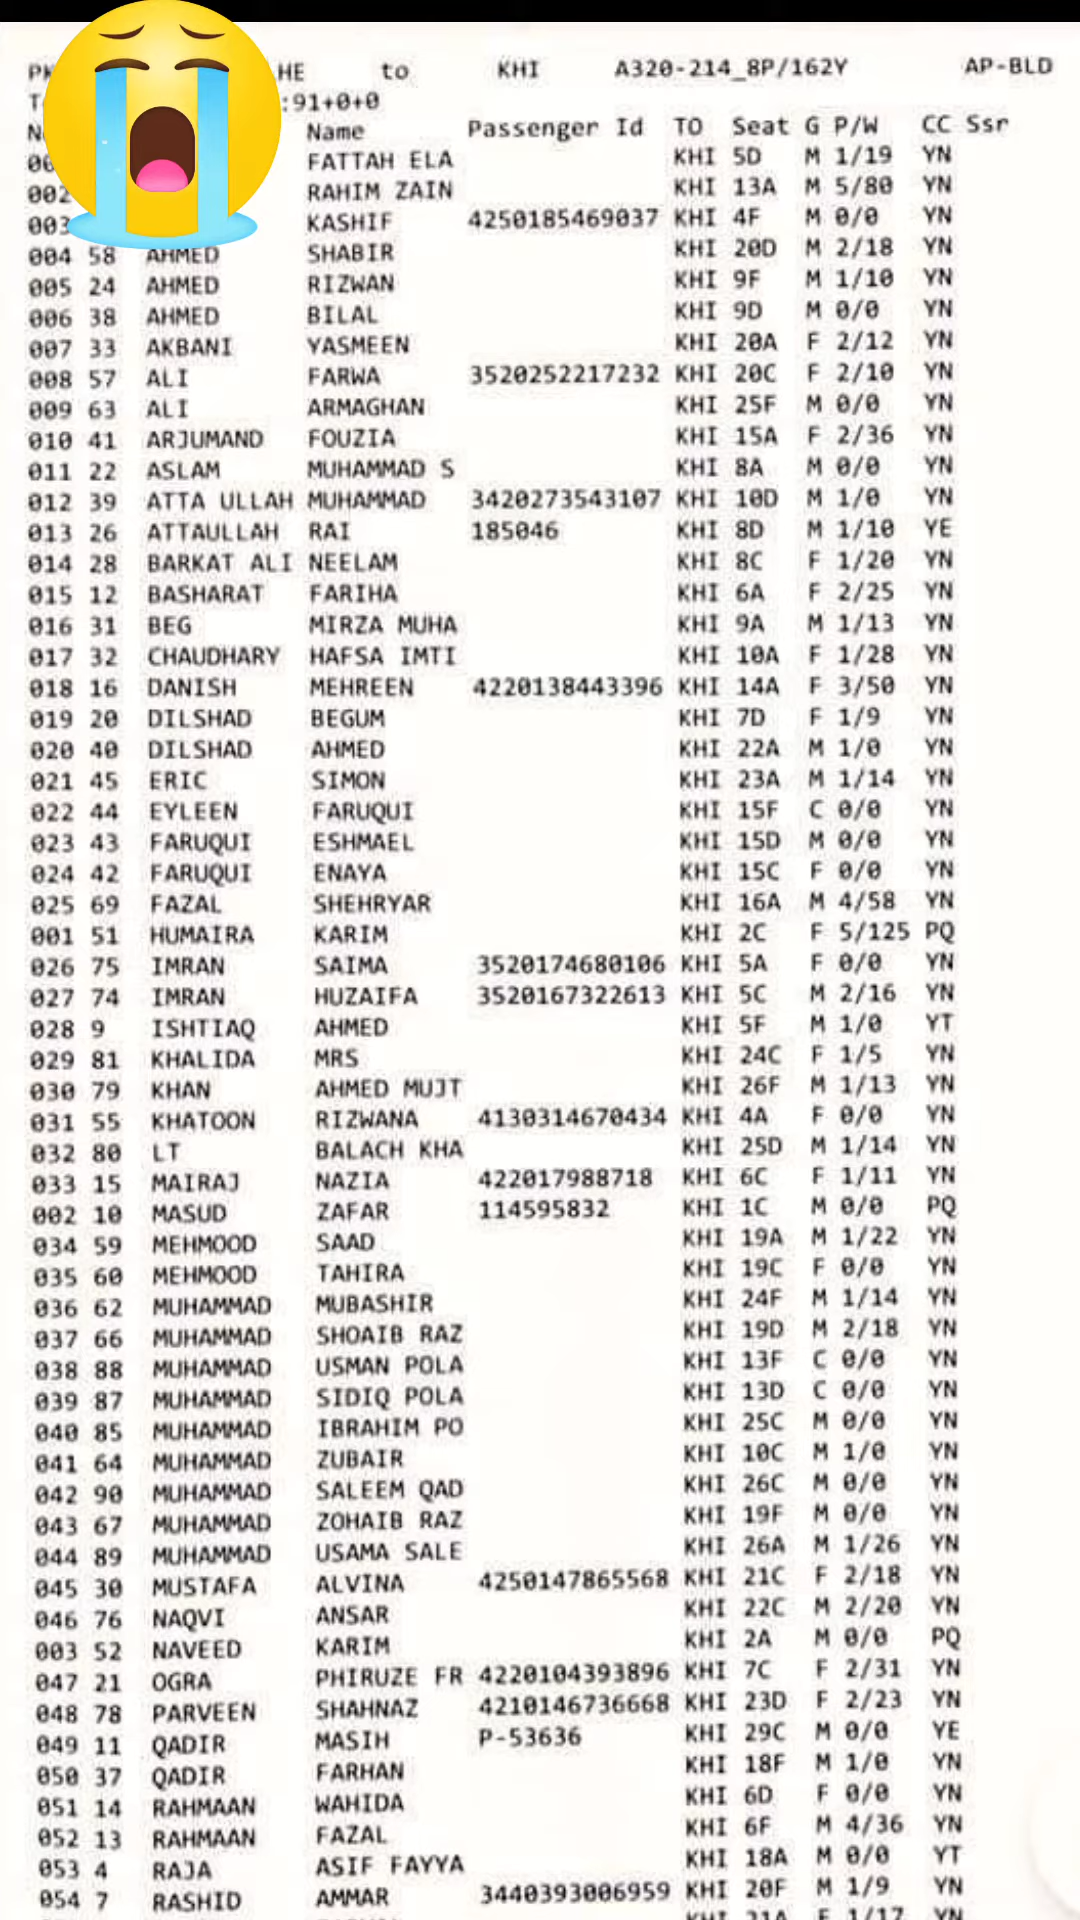 PK HE to KHI A320-214_8P/162Y AP-BLD
T :91+0+0
N Name Passenger Id TO Seat G P/W CC Ssr
00 FATTAH ELA KHI 5D M 1/19 YN
002 RAHIM ZAIN KHI 13A M 5/80 YN
003 KASHIF 4250185469037 KHI 4F M 0/0 YN
004 58 AHMED SHABIR KHI 20D M 2/18 YN
005 24 AHMED RIZWAN KHI 9F M 1/10 YN
006 38 AHMED BILAL KHI 9D M 0/0 YN
007 33 AKBANI YASMEEN KHI 20A F 2/12 YN
008 57 ALI FARWA 3520252217232 KHI 20C F 2/10 YN
009 63 ALI ARMAGHAN KHI 25F M 0/0 YN
010 41 ARJUMAND FOUZIA KHI 15A F 2/36 YN
011 22 ASLAM MUHAMMAD S KHI 8A M 0/0 YN
012 39 ATTA ULLAH MUHAMMAD 3420273543107 KHI 10D M 1/0 YN
013 26 ATTAULLAH RAI 185046 KHI 8D M 1/10 YE
014 28 BARKAT ALI NEELAM KHI 8C F 1/20 YN
015 12 BASHARAT FARIHA KHI 6A F 2/25 YN
016 31 BEG MIRZA MUHA KHI 9A M 1/13 YN
017 32 CHAUDHARY HAFSA IMTI KHI 10A F 1/28 YN
018 16 DANISH MEHREEN 4220138443396 KHI 14A F 3/50 YN
019 20 DILSHAD BEGUM KHI 7D F 1/9 YN
020 40 DILSHAD AHMED KHI 22A M 1/0 YN
021 45 ERIC SIMON KHI 23A M 1/14 YN
022 44 EYLEEN FARUQUI KHI 15F C 0/0 YN
023 43 FARUQUI ESHMAEL KHI 15D M 0/0 YN
024 42 FARUQUI ENAYA KHI 15C F 0/0 YN
025 69 FAZAL SHEHRYAR KHI 16A M 4/58 YN
001 51 HUMAIRA KARIM KHI 2C F 5/125 PQ
026 75 IMRAN SAIMA 3520174680106 KHI 5A F 0/0 YN
027 74 IMRAN HUZAIFA 3520167322613 KHI 5C M 2/16 YN
028 9 ISHTIAQ AHMED KHI 5F M 1/0 YT
029 81 KHALIDA MRS KHI 24C F 1/5 YN
030 79 KHAN AHMED MUJT KHI 26F M 1/13 YN
031 55 KHATOON RIZWANA 4130314670434 KHI 4A F 0/0 YN
032 80 LT BALACH KHA KHI 25D M 1/14 YN
033 15 MAIRAJ NAZIA 422017988718 KHI 6C F 1/11 YN
002 10 MASUD ZAFAR 114595832 KHI 1C M 0/0 PQ
034 59 MEHMOOD SAAD KHI 19A M 1/22 YN
035 60 MEHMOOD TAHIRA KHI 19C F 0/0 YN
036 62 MUHAMMAD MUBASHIR KHI 24F M 1/14 YN
037 66 MUHAMMAD SHOAIB RAZ KHI 19D M 2/18 YN
038 88 MUHAMMAD USMAN POLA KHI 13F C 0/0 YN
039 87 MUHAMMAD SIDIQ POLA KHI 13D C 0/0 YN
040 85 MUHAMMAD IBRAHIM PO KHI 25C M 0/0 YN
041 64 MUHAMMAD ZUBAIR KHI 10C M 1/0 YN
042 90 MUHAMMAD SALEEM QAD KHI 26C M 0/0 YN
043 67 MUHAMMAD ZOHAIB RAZ KHI 19F M 0/0 YN
044 89 MUHAMMAD USAMA SALE KHI 26A M 1/26 YN
045 30 MUSTAFA ALVINA 4250147865568 KHI 21C F 2/18 YN
046 76 NAQVI ANSAR KHI 22C M 2/20 YN
003 52 NAVEED KARIM KHI 2A M 0/0 PQ
047 21 OGRA PHIRUZE FR 4220104393896 KHI 7C F 2/31 YN
048 78 PARVEEN SHAHNAZ 4210146736668 KHI 23D F 2/23 YN
049 11 QADIR MASIH P-53636 KHI 29C M 0/0 YE
050 37 QADIR FARHAN KHI 18F M 1/0 YN
051 14 RAHMAAN WAHIDA KHI 6D F 0/0 YN
052 13 RAHMAAN FAZAL KHI 6F M 4/36 YN
053 4 RAJA ASIF FAYYA KHI 18A M 0/0 YT
054 7 RASHID AMMAR 3440393006959 KHI 20F M 1/9 YN
KHI 21A F 1/17 YN